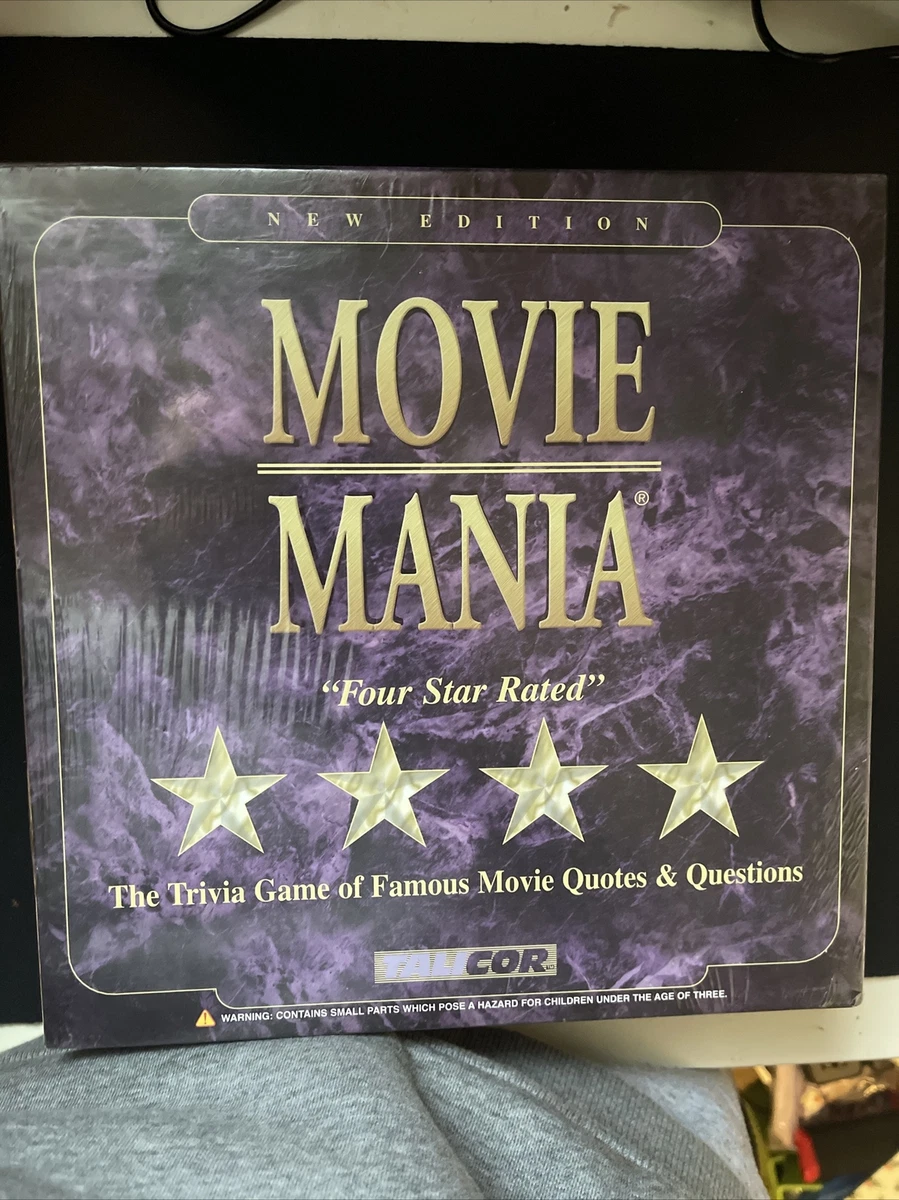 NEW EDITION
MOVIE
MANIA®
“Four Star Rated”
The Trivia Game of Famous Movie Quotes & Questions
TALICOR™
WARNING: CONTAINS SMALL PARTS WHICH POSE A HAZARD FOR CHILDREN UNDER THE AGE OF THREE.